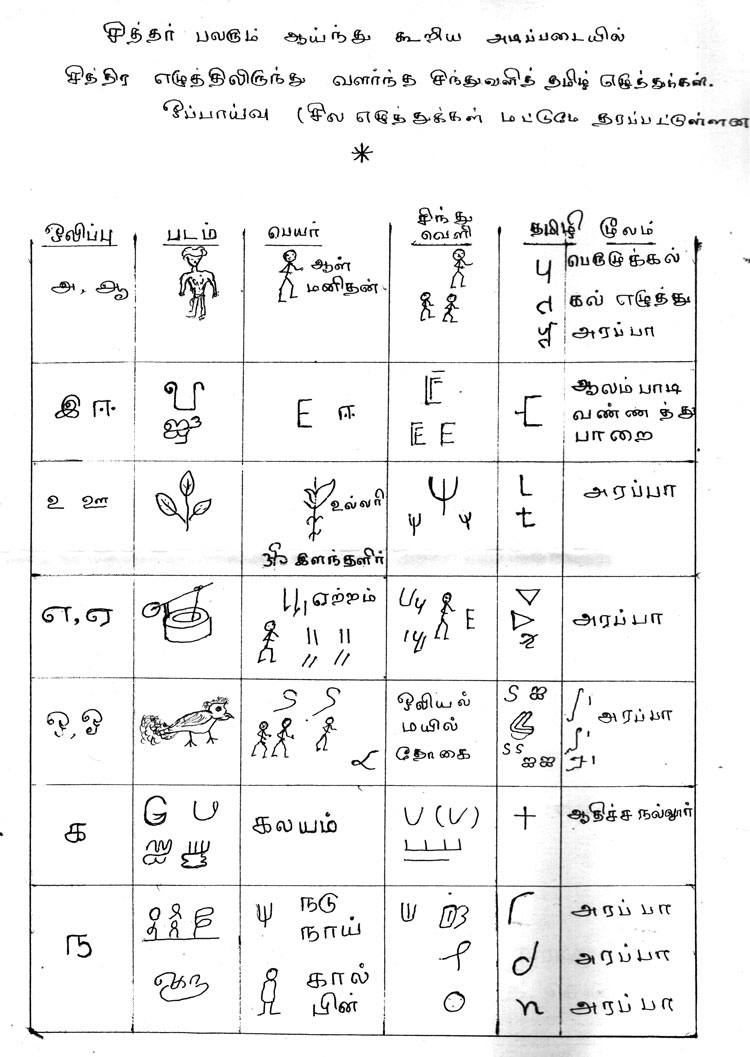 சித்தர் பலரும் ஆய்ந்து கூறிய அடிப்படையில்
சித்திர எழுத்திலிருந்து வளர்ந்த சிந்துவளித் தமிழ் எழுத்துக்கள்.
ஒப்பாய்வு (சில எழுத்துக்கள் மட்டுமே தரப்பட்டுள்ளன
ஒலிப்பு படம் பெயர் சிந்து வெளி தமிழி மூலம்
அ, ஆ ஆள் மனிதன்
பெருடுக்கல்
கல் எழுத்து
அரப்பா
இ ஈ E ஈ E E
ஆலம்பாடி
வண்ணத்து
பாறை
உ ஊ உல்லரி
இளந்தளிர்
அரப்பா
எ, ஏ ஏற்றம் E அரப்பா
ஒ, ஓ
ஒலியல்
மயில்
தோகை
அரப்பா
க G U கலயம் U (U) + ஆதிச்ச நல்லூர்
ந
நடு
நாய்
அரப்பா
அரப்பா
கால்
பின்
அரப்பா